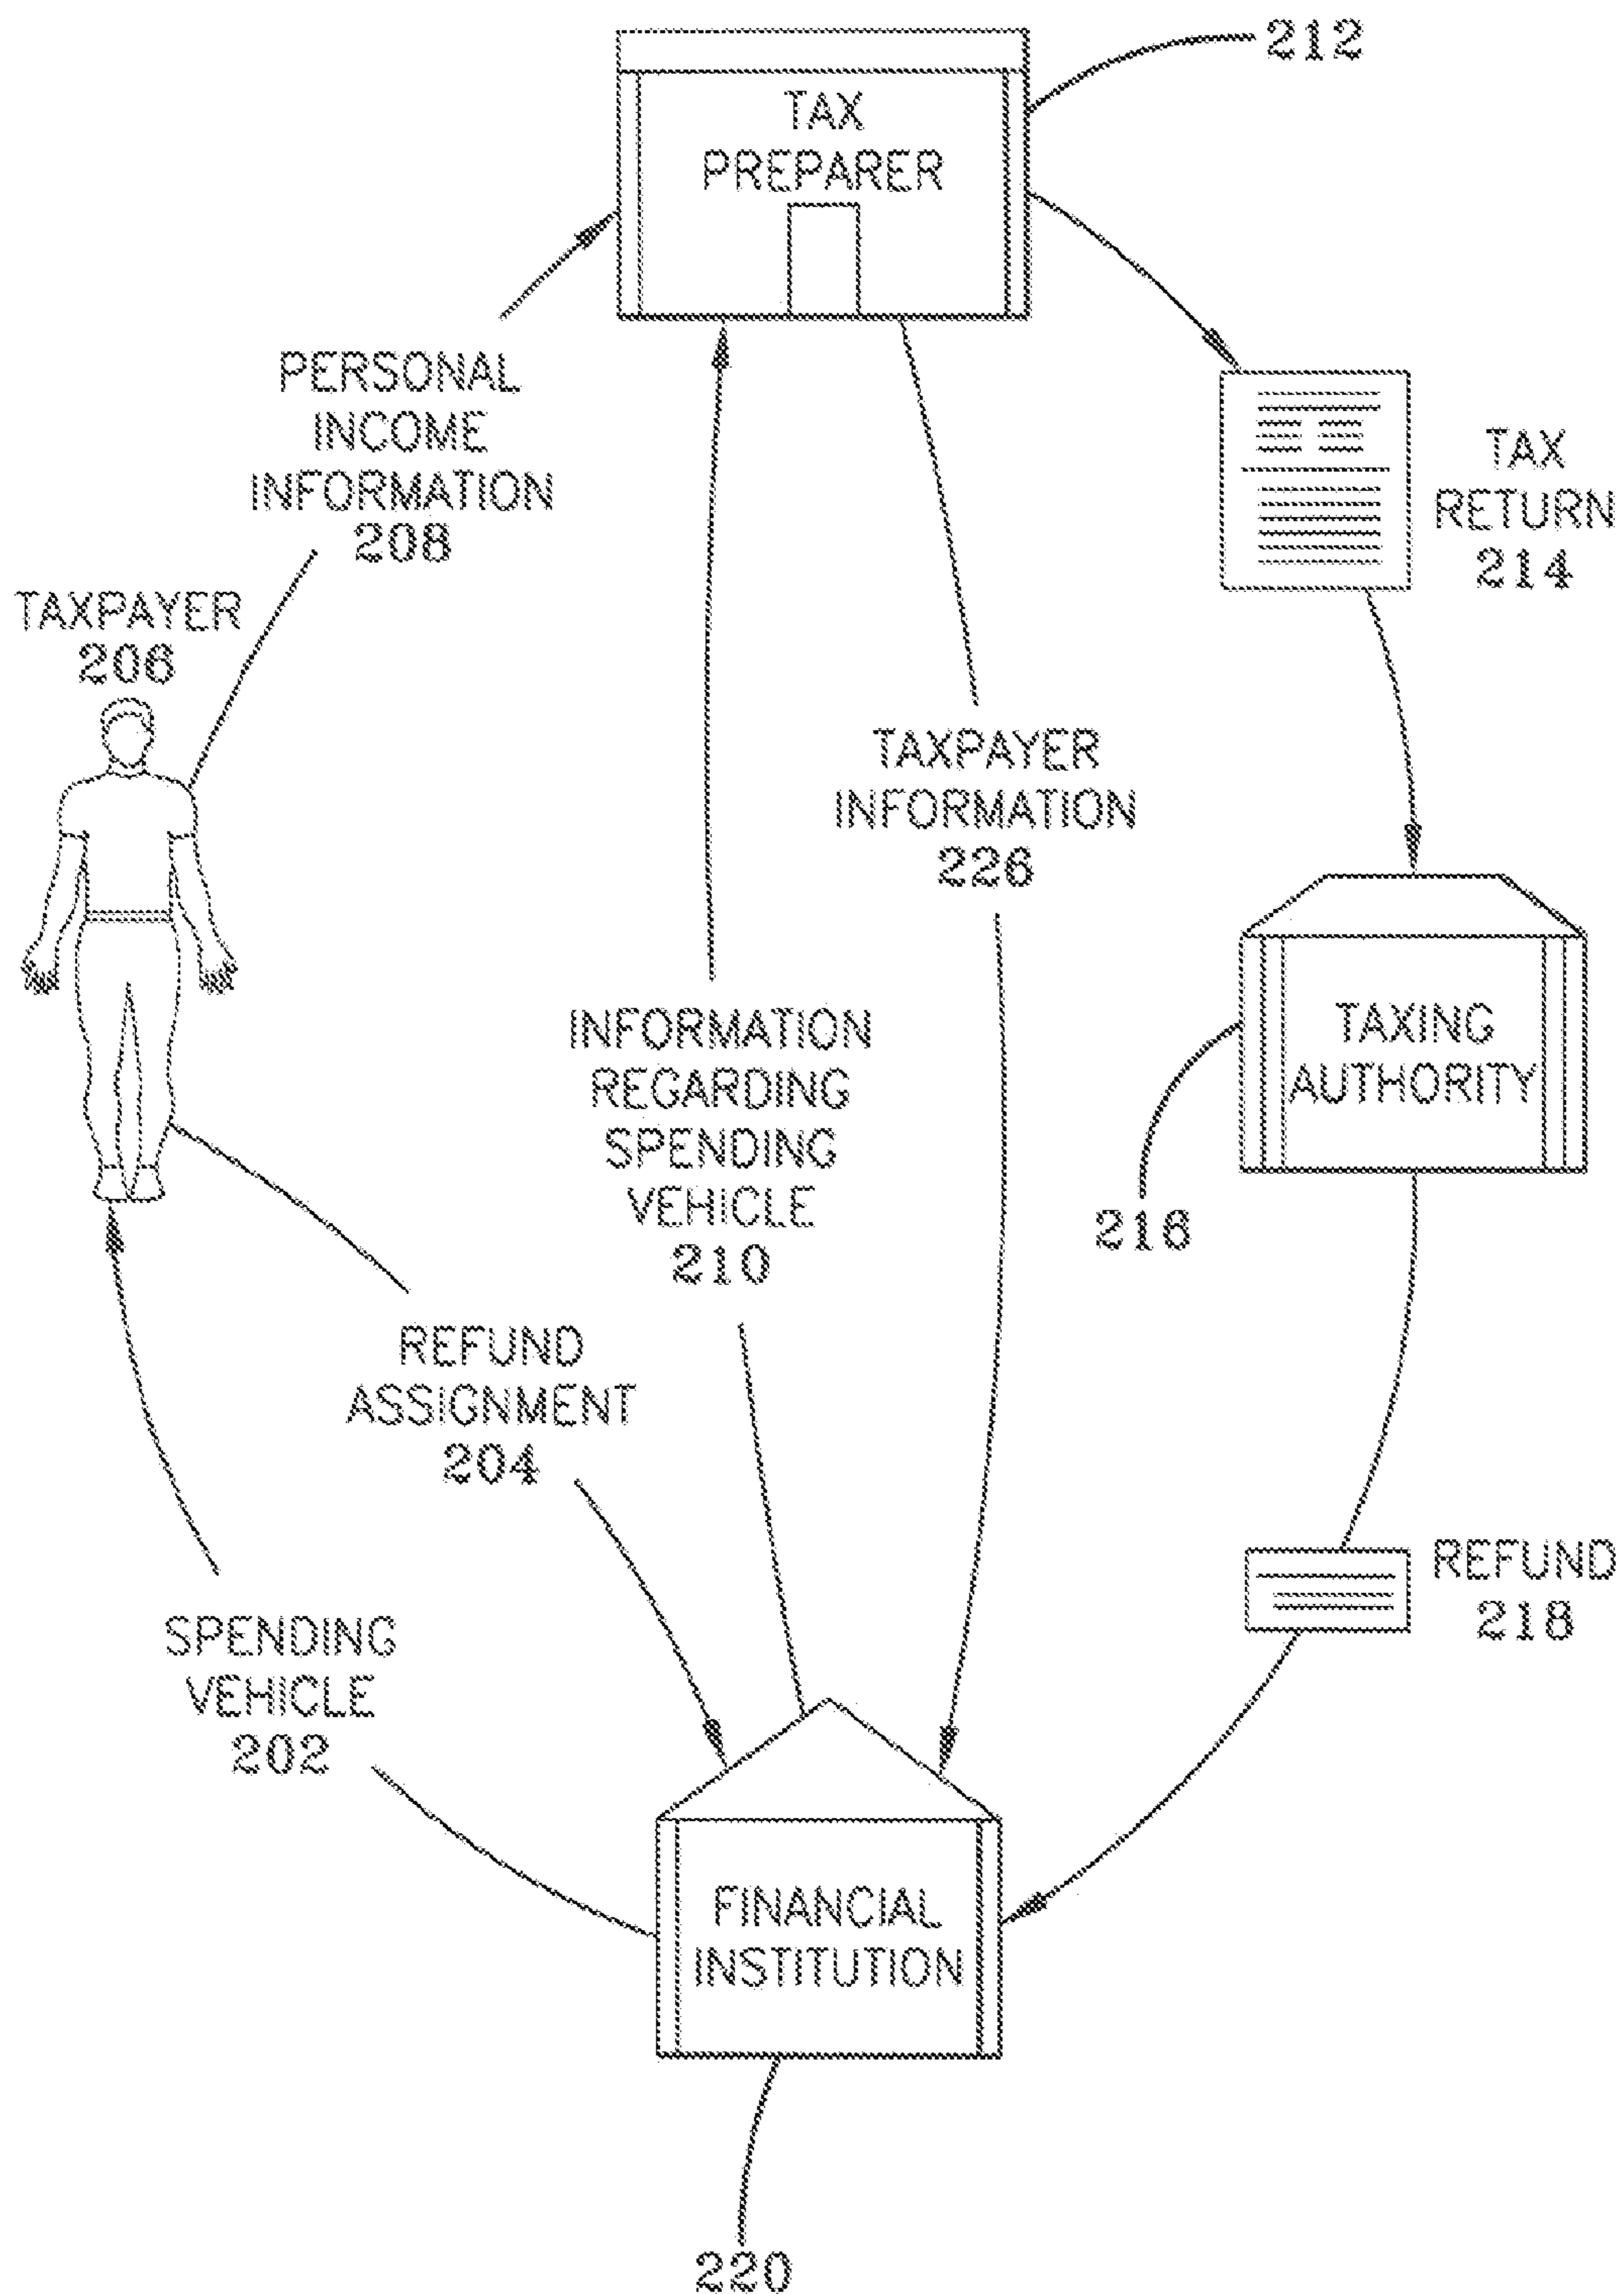 212
TAX
PREPARER
PERSONAL
INCOME
INFORMATION
208
TAX
RETURN
214
TAXPAYER
206
TAXPAYER
INFORMATION
226
TAXING
AUTHORITY
216
INFORMATION
REGARDING
SPENDING
VEHICLE
210
REFUND
ASSIGNMENT
204
REFUND
218
SPENDING
VEHICLE
202
FINANCIAL
INSTITUTION
220